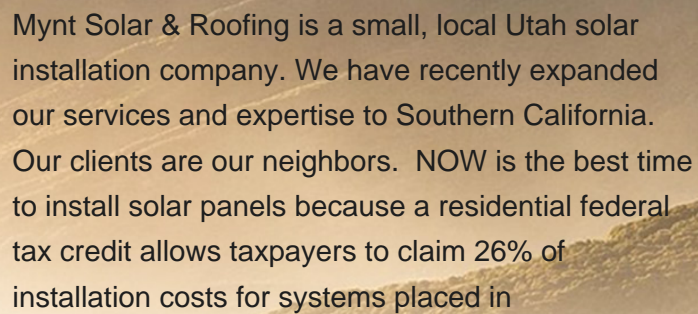 Mynt Solar & Roofing is a small, local Utah solar
installation company. We have recently expanded
our services and expertise to Southern California.
Our clients are our neighbors.  NOW is the best time
to install solar panels because a residential federal
tax credit allows taxpayers to claim 26% of
installation costs for systems placed in